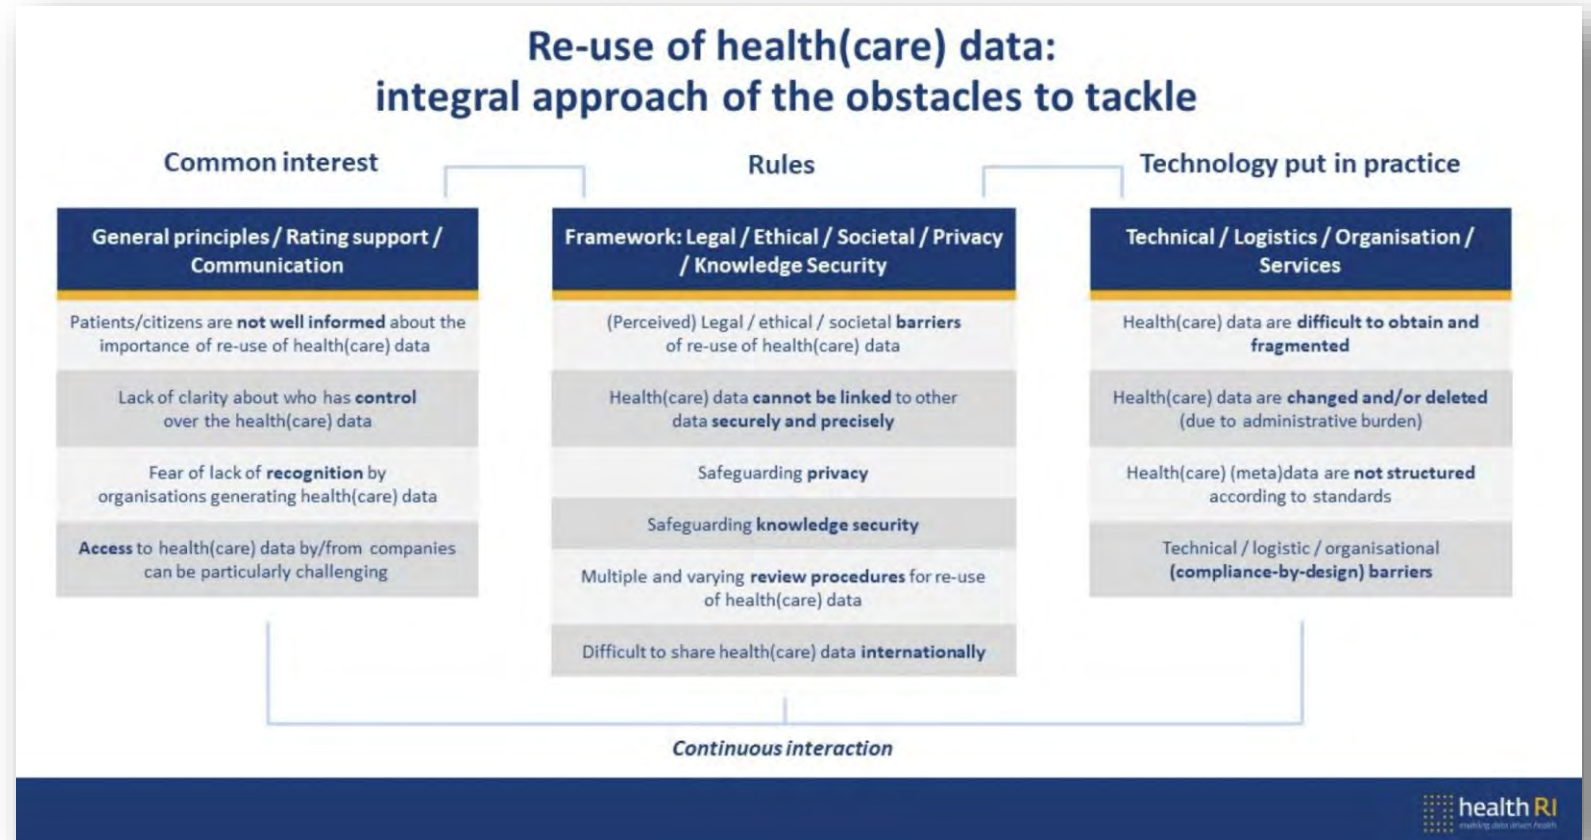 Re-use of health(care) data:
integral approach of the obstacles to tackle
Common interest
General principles / Rating support /
Communication
Patients/citizens are not well informed about the
importance of re-use of health(care) data
Lack of clarity about who has control
over the health(care) data
Fear of lack of recognition by
organisations generating health(care) data
Access to health(care) data by/from companies
can be particularly challenging
Rules
Framework: Legal / Ethical / Societal / Privacy
/ Knowledge Security
(Perceived) Legal / ethical / societal barriers
of re-use of health(care) data
Health(care) data cannot be linked to other
data securely and precisely
Safeguarding privacy
Safeguarding knowledge security
Multiple and varying review procedures for re-use
of health(care) data
Difficult to share health(care) data internationally
Technology put in practice
Technical / Logistics / Organisation /
Services
Health(care) data are difficult to obtain and
fragmented
Health(care) data are changed and/or deleted
(due to administrative burden)
Health(care) (meta)data are not structured
according to standards
Technical / logistic / organisational
(compliance-by-design) barriers
Continuous interaction
health RI
enabling data driven health